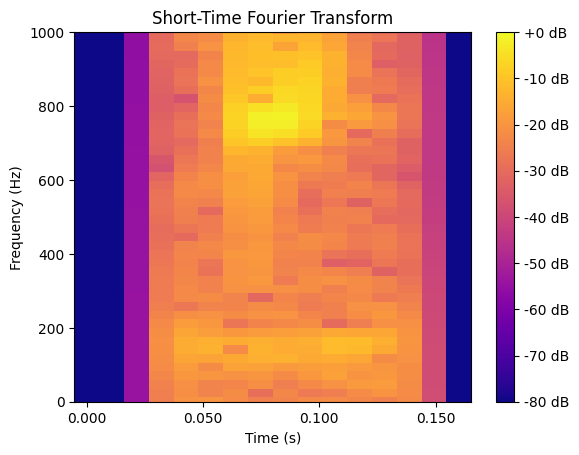 Short-Time Fourier Transform
Frequency (Hz)
1000
800
600
400
200
0
0.000
0.050
0.100
0.150
Time (s)
+0 dB
-10 dB
-20 dB
-30 dB
-40 dB
-50 dB
-60 dB
-70 dB
-80 dB